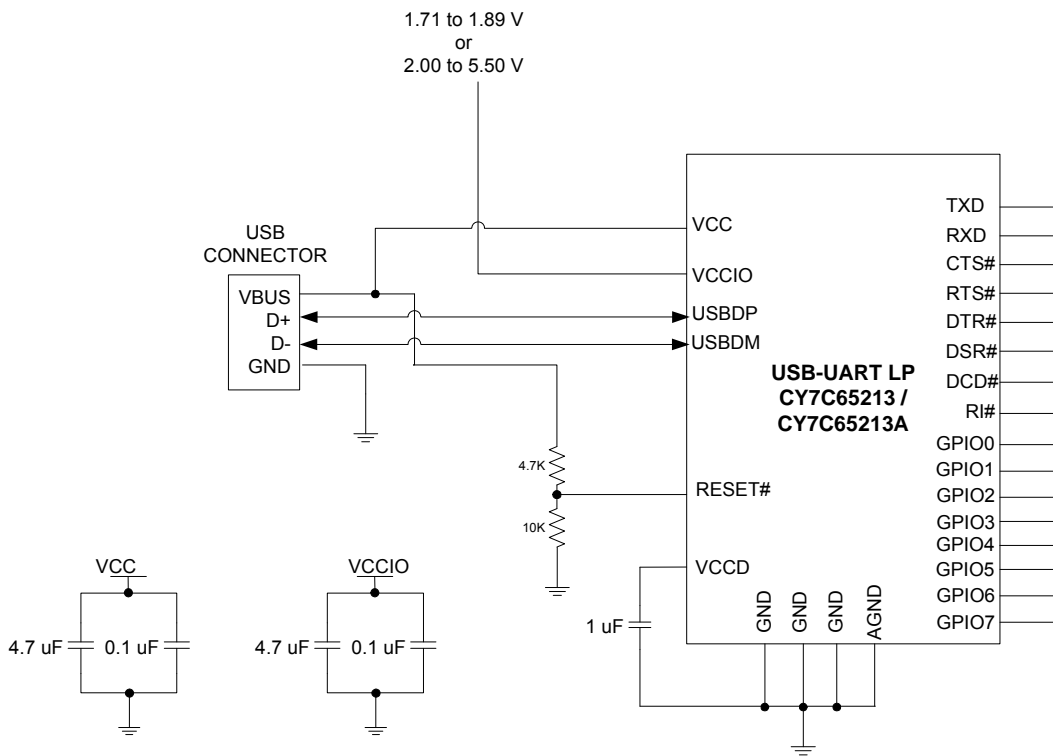 1.71 to 1.89 V
or
2.00 to 5.50 V
USB
CONNECTOR
VBUS
D+
D-
GND
VCC
VCCIO
USBDP
USBDM
RESET#
VCCD
USB-UART LP
CY7C65213 /
CY7C65213A
TXD
RXD
CTS#
RTS#
DTR#
DSR#
DCD#
RI#
GPIO0
GPIO1
GPIO2
GPIO3
GPIO4
GPIO5
GPIO6
GPIO7
GND
GND
GND
AGND
4.7K
10K
1 uF
VCC
4.7 uF
0.1 uF
VCCIO
4.7 uF
0.1 uF